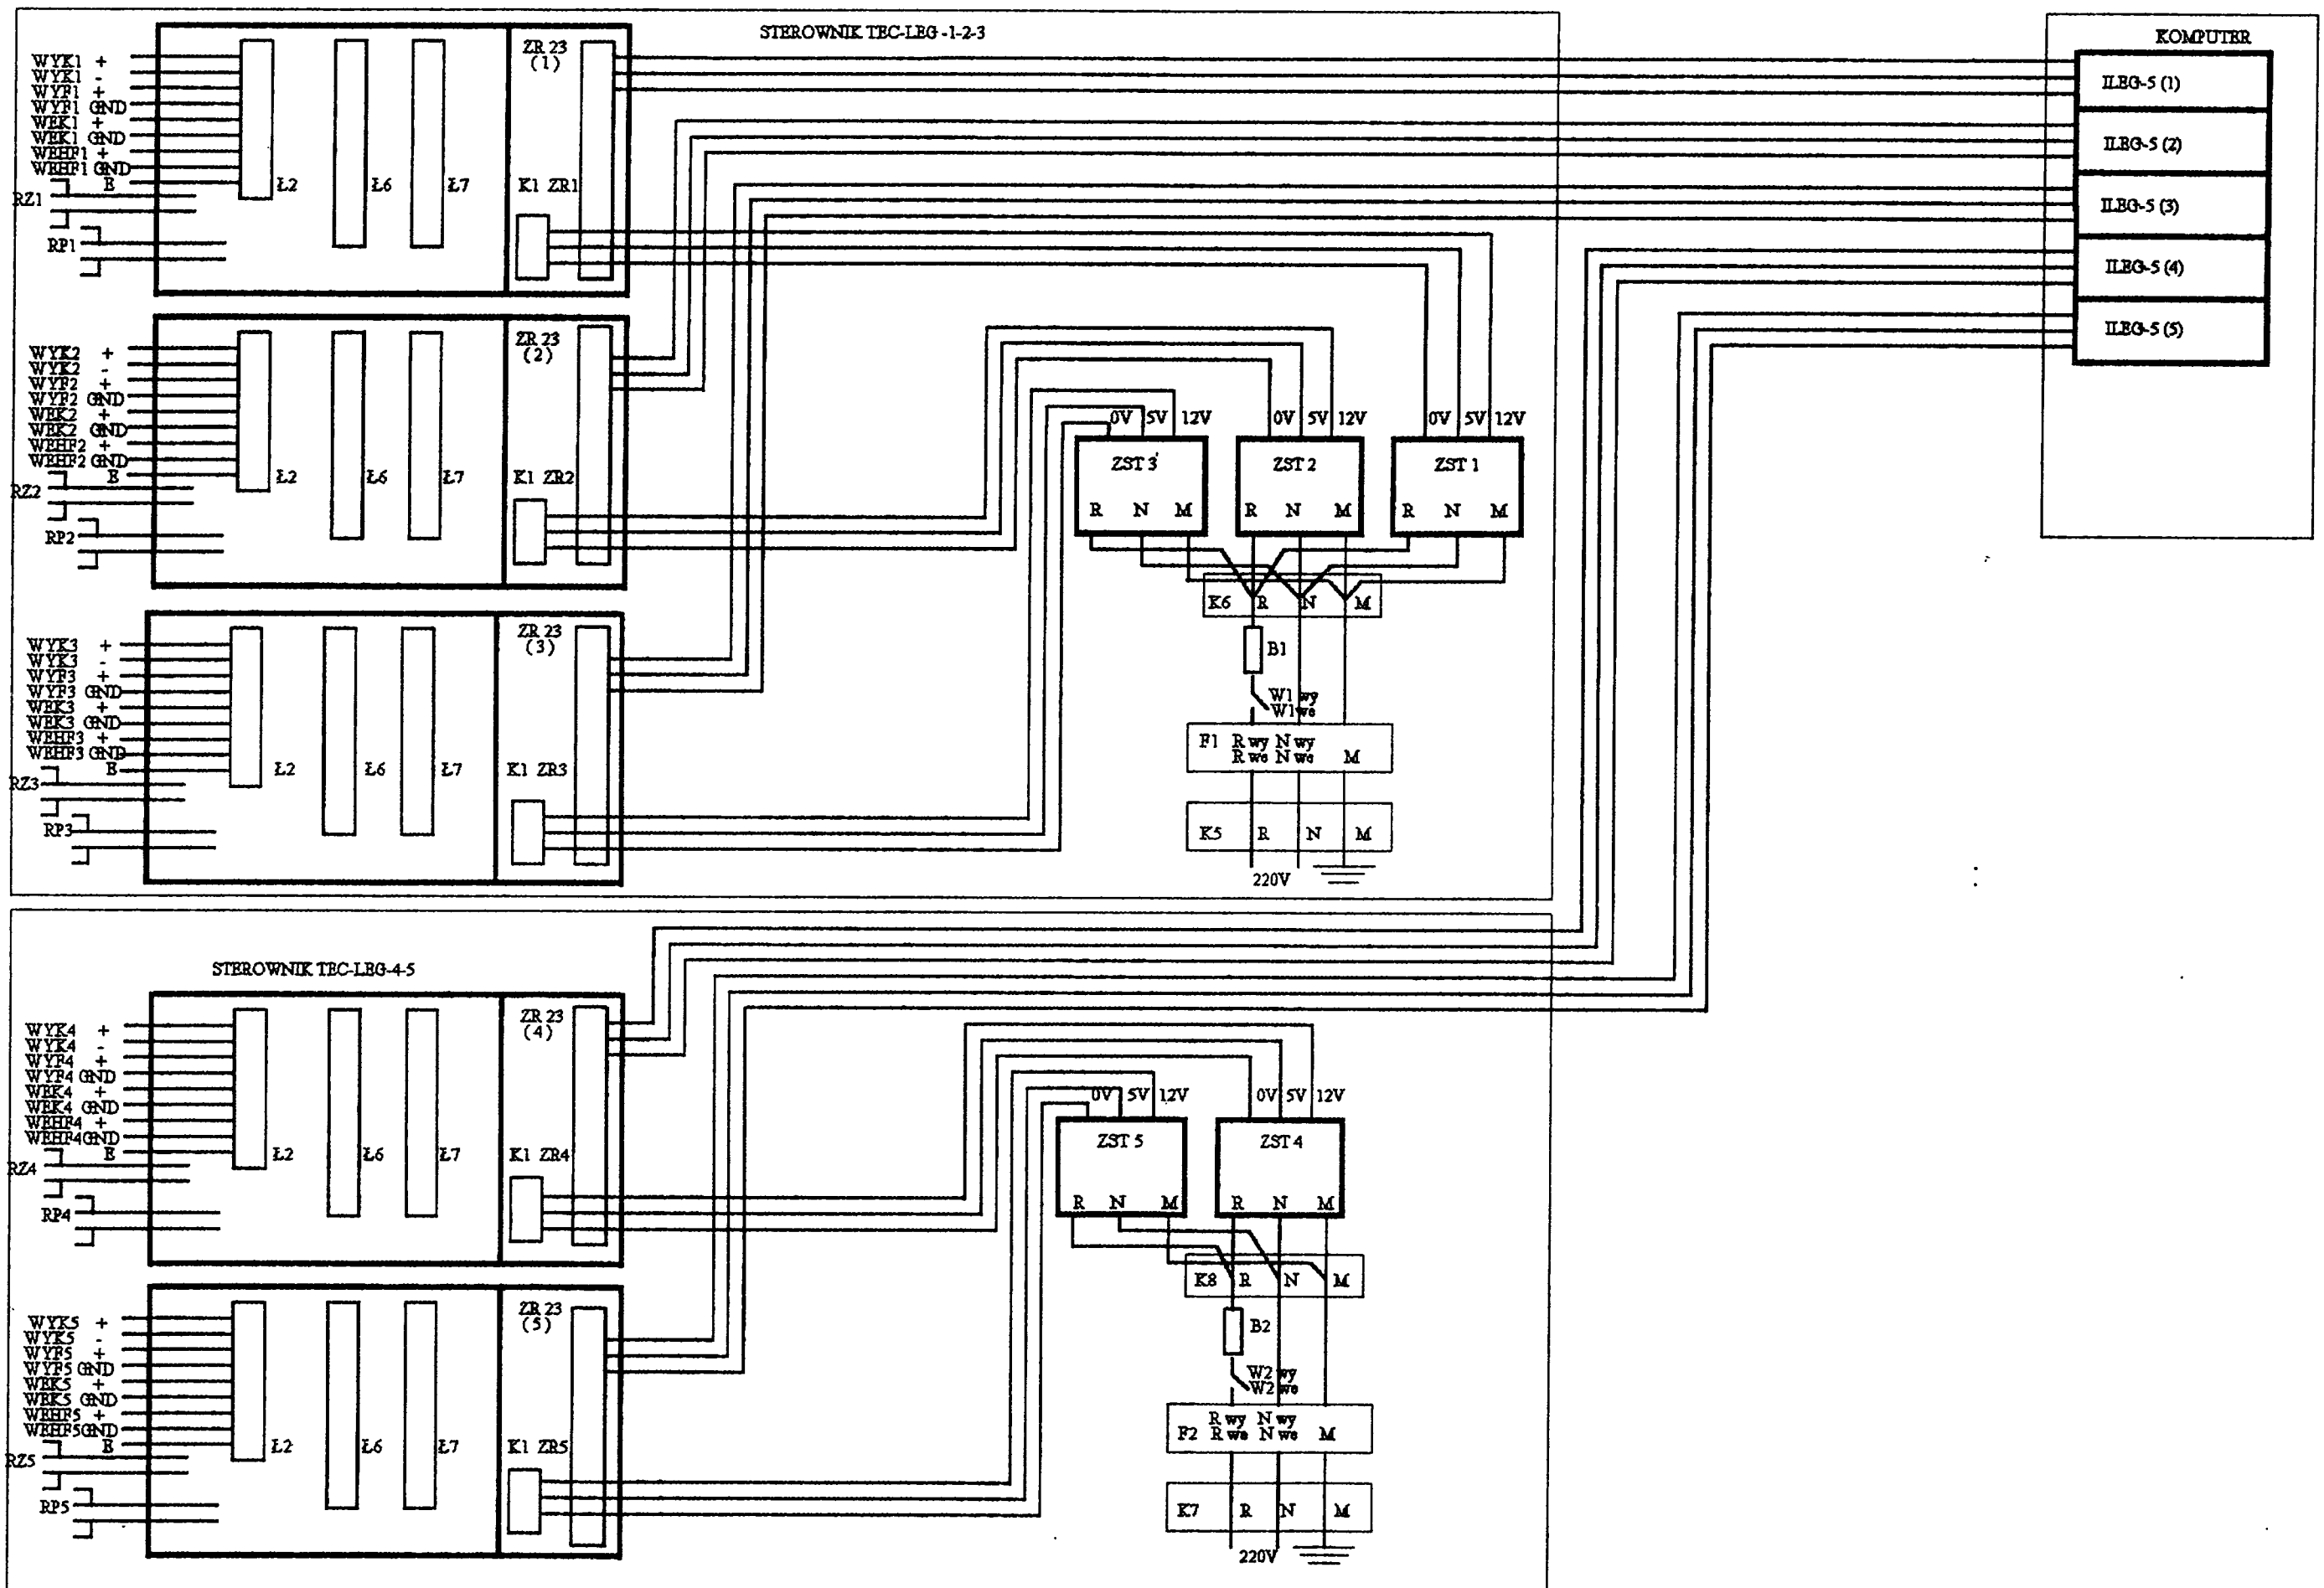 STEROWNIK TEC-LEG -1-2-3
KOMPUTER
ILEG-5 (1)
ILEG-5 (2)
ILEG-5 (3)
ILEG-5 (4)
ILEG-5 (5)
WYK1 +
WYK1 -
WYF1 +
WYF1 GND
WEK1 +
WEK1 GND
WEHF1 +
WEHF1 GND
E
RZ1
RP1
Ł2
Ł6
Ł7
ZR 23
(1)
K1 ZR1
WYK2 +
WYK2 -
WYF2 +
WYF2 GND
WEK2 +
WEK2 GND
WEHF2 +
WEHF2 GND
E
RZ2
RP2
Ł2
Ł6
Ł7
ZR 23
(2)
K1 ZR2
WYK3 +
WYK3 -
WYF3 +
WYF3 GND
WEK3 +
WEK3 GND
WEHF3 +
WEHF3 GND
E
RZ3
RP3
Ł2
Ł6
Ł7
ZR 23
(3)
K1 ZR3
0V 5V 12V
0V 5V 12V
0V 5V 12V
ZST 3
ZST 2
ZST 1
R N M
R N M
R N M
K6 R N M
B1
W1 wy
W1 we
F1 R wy N wy
R we N we M
K5 R N M
220V
STEROWNIK TEC-LEG-4-5
WYK4 +
WYK4 -
WYF4 +
WYF4 GND
WEK4 +
WEK4 GND
WEHF4 +
WEHF4 GND
E
RZ4
RP4
Ł2
Ł6
Ł7
ZR 23
(4)
K1 ZR4
WYK5 +
WYK5 -
WYF5 +
WYF5 GND
WEK5 +
WEK5 GND
WEHF5 +
WEHF5 GND
E
RZ5
RP5
Ł2
Ł6
Ł7
ZR 23
(5)
K1 ZR5
0V 5V 12V
0V 5V 12V
ZST 5
ZST 4
R N M
R N M
K8 R N M
B2
W2 wy
W2 we
R wy N wy
F2 R we N we M
K7 R N M
220V